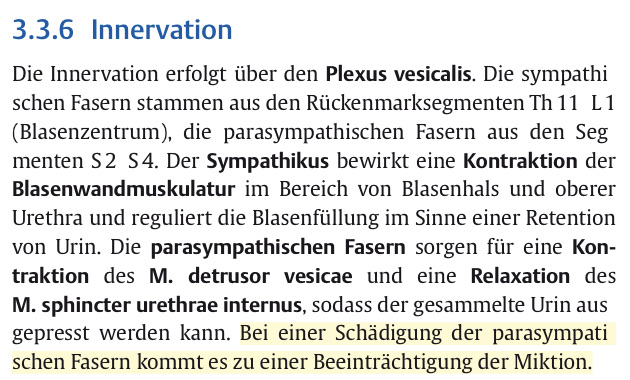 3.3.6 Innervation
Die Innervation erfolgt über den Plexus vesicalis. Die sympathi
schen Fasern stammen aus den Rückenmarksegmenten Th 11 L 1
(Blasenzentrum), die parasympathischen Fasern aus den Seg
menten S 2 S 4. Der Sympathikus bewirkt eine Kontraktion der
Blasenwandmuskulatur im Bereich von Blasenhals und oberer
Urethra und reguliert die Blasenfüllung im Sinne einer Retention
von Urin. Die parasympathischen Fasern sorgen für eine Kon-
traktion des M. detrusor vesicae und eine Relaxation des
M. sphincter urethrae internus, sodass der gesammelte Urin aus
gepresst werden kann. Bei einer Schädigung der parasympati
schen Fasern kommt es zu einer Beeinträchtigung der Miktion.